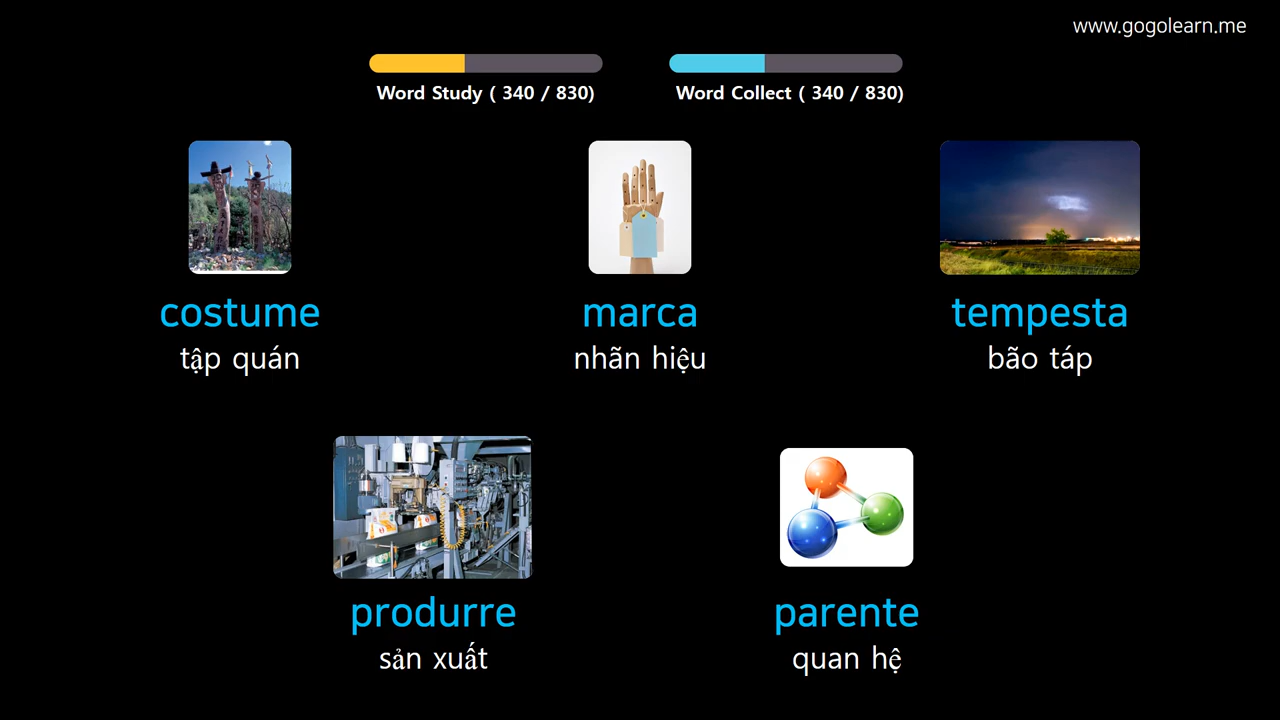 www.gogolearn.me
Word Study ( 340 / 830)
Word Collect ( 340 / 830)
costume
tập quán
marca
nhãn hiệu
tempesta
bão táp
produrre
sản xuất
parente
quan hệ